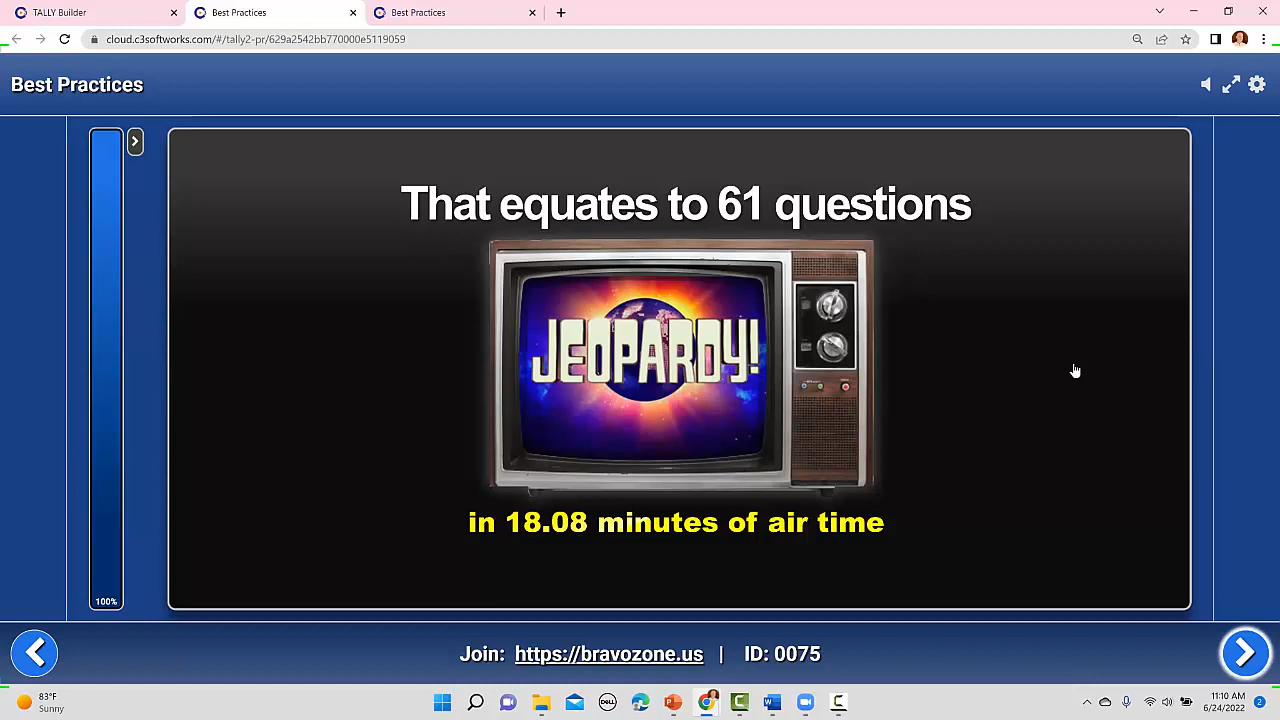 TALLY Builder
Best Practices
Best Practices
cloud.c3softworks.com/#/tally2-pr/629a2542bb770000e5119059
Best Practices
That equates to 61 questions
JEOPARDY!
in 18.08 minutes of air time
100%
Join: https://bravozone.us | ID: 0075
83°F
Sunny
DELL
11:10 AM
6/24/2022
2